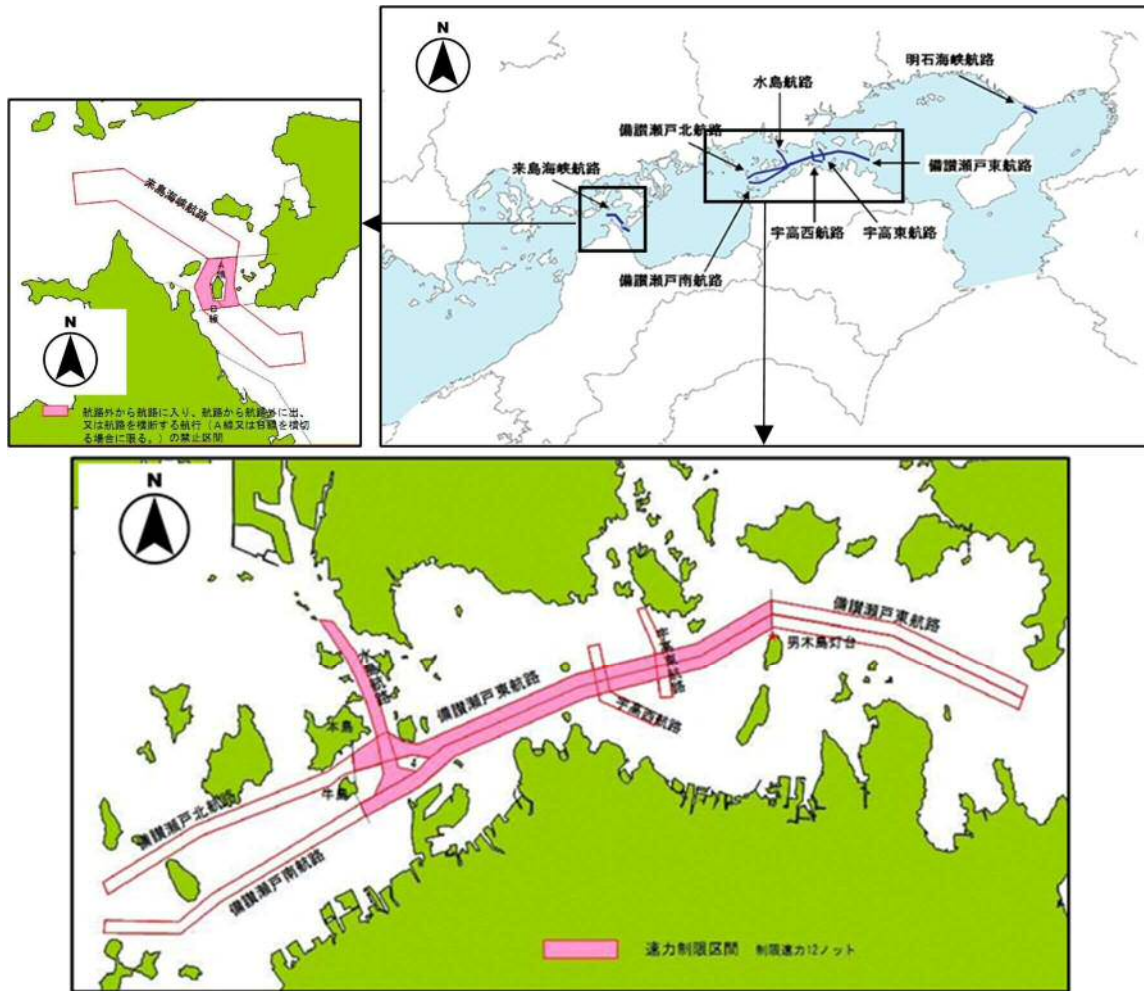 N
明石海峡航路
水島航路
備讃瀬戸北航路
来島海峡航路
備讃瀬戸東航路
宇高西航路
宇高東航路
備讃瀬戸南航路
N
来島海峡航路
A線
B線
航路外から航路に入り、航路から航路外に出、
又は航路を横断する航行（A線又はB線を横切
る場合に限る。）の禁止区間
N
備讃瀬戸東航路
宇高東航路
男木島灯台
水島航路
備讃瀬戸東航路
宇高西航路
本島
牛島
備讃瀬戸北航路
備讃瀬戸南航路
速力制限区間 制限速力12ノット